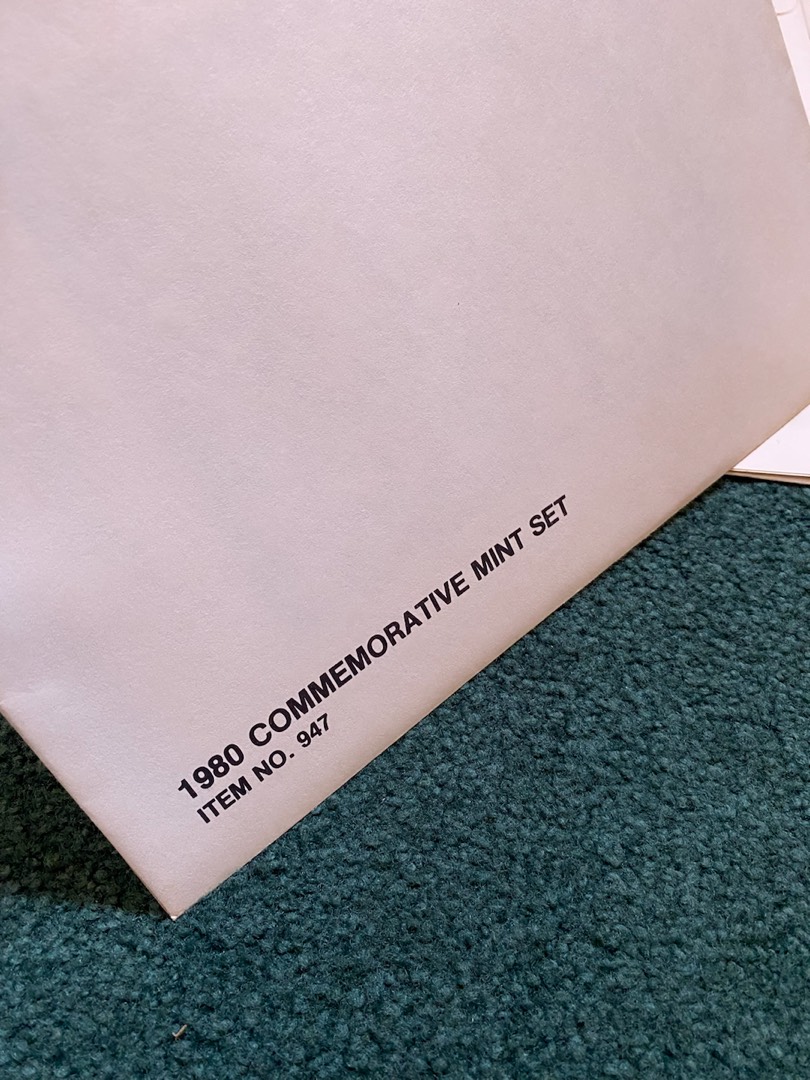 1980 COMMEMORATIVE MINT SET
ITEM NO. 947